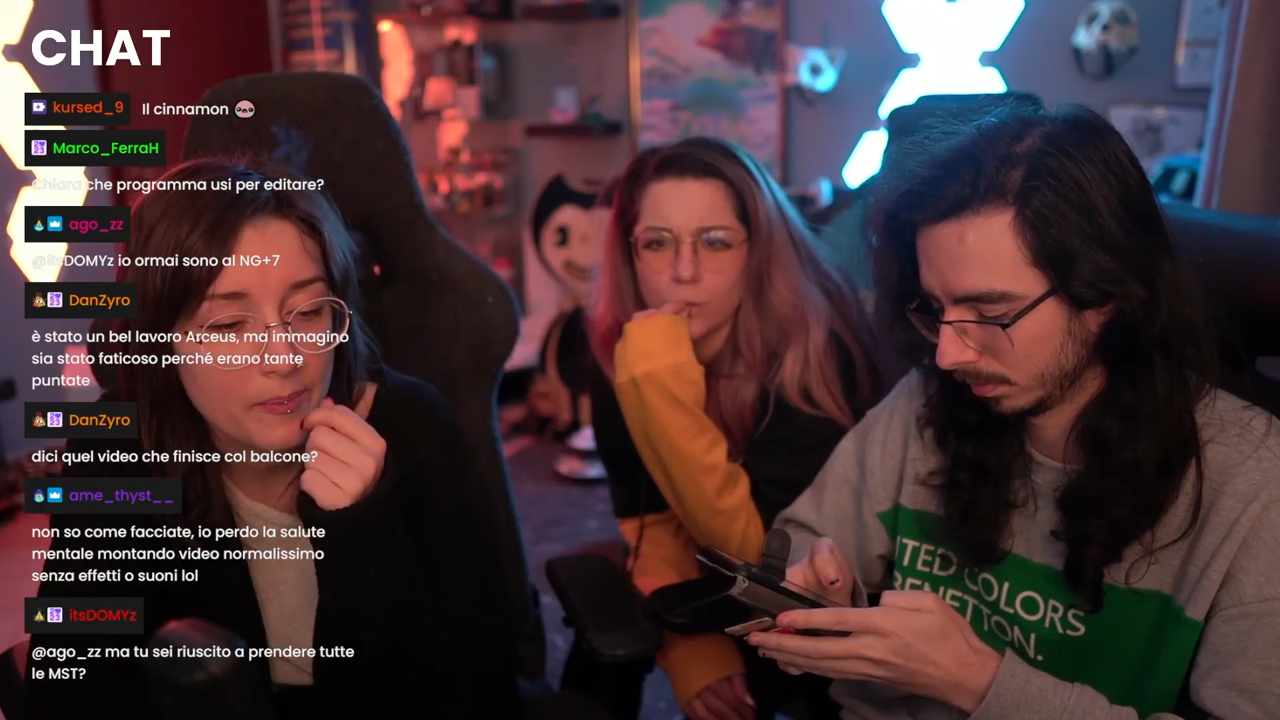 CHAT
kursed_9 Il cinnamon
Marco_FerraH
Chiara che programma usi per editare?
ago_zz
@itsDOMYz io ormai sono al NG+7
DanZyro
è stato un bel lavoro Arceus, ma immagino
sia stato faticoso perché erano tante
puntate
DanZyro
dici quel video che finisce col balcone?
ame_thyst__
non so come facciate, io perdo la salute
mentale montando video normalissimo
senza effetti o suoni lol
itsDOMYz
@ago_zz ma tu sei riuscito a prendere tutte
le MST?
TED COLORS
BENETTON.